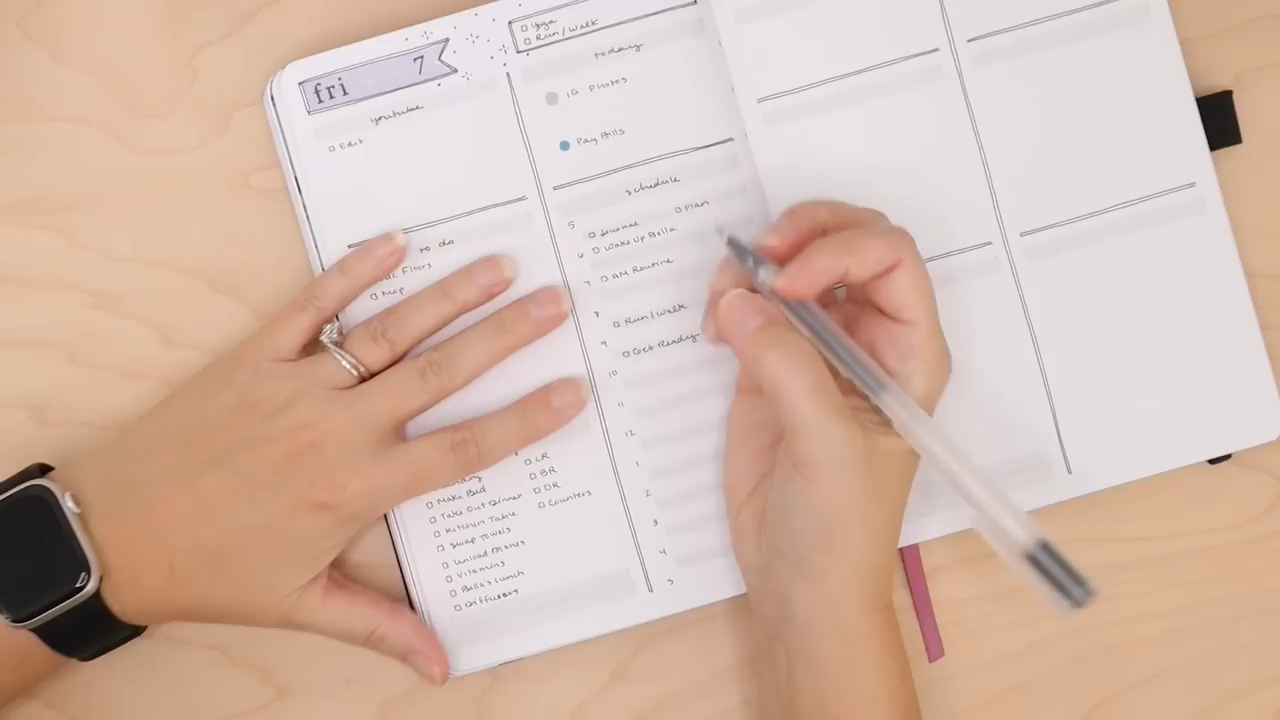 fri 7
youtube
□ Edit
to do
Floors
□ Mop
□ Make Bed
□ Take Out Dinner
□ Kitchen Table
□ Swap Towels
□ Unload Dishes
□ Vitamins
□ Bella's Lunch
□ Diffusers
□ LR
□ BR
□ DR
□ Counters
□ Yoga
□ Run/Walk
today
IG Photos
Pay Bills
schedule
5 □ Journal □ Plan
6 □ Wake Up Bella
7 □ AM Routine
8 □ Run/Walk
9 □ Get Ready
10
11
12
1
2
3
4
5